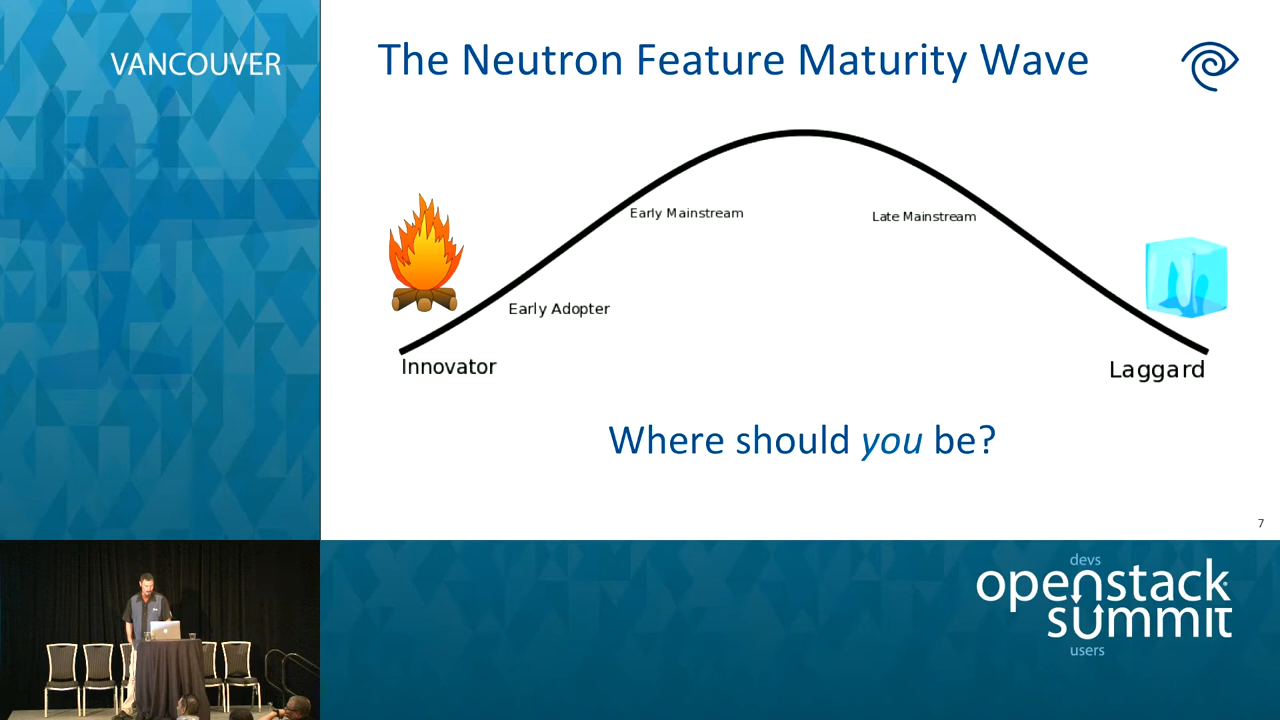 VANCOUVER
The Neutron Feature Maturity Wave
Early Mainstream
Late Mainstream
Early Adopter
Innovator
Laggard
Where should you be?
7
devs
openstack
summit
users